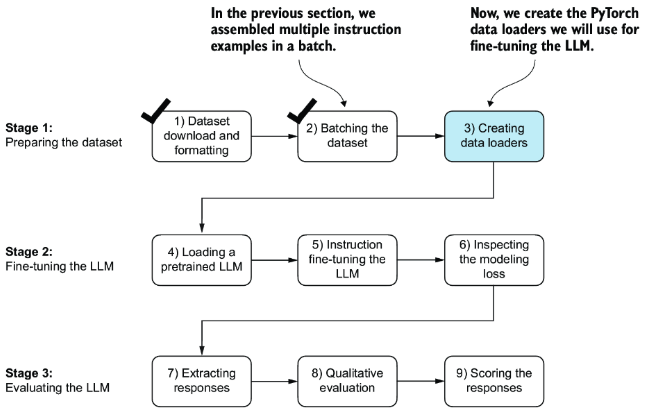 In the previous section, we
assembled multiple instruction
examples in a batch.
Now, we create the PyTorch
data loaders we will use for
fine-tuning the LLM.
Stage 1:
Preparing the dataset
1) Dataset
download and
formatting
2) Batching the
dataset
3) Creating
data loaders
Stage 2:
Fine-tuning the LLM
4) Loading a
pretrained LLM
5) Instruction
fine-tuning the
LLM
6) Inspecting
the modeling
loss
Stage 3:
Evaluating the LLM
7) Extracting
responses
8) Qualitative
evaluation
9) Scoring the
responses